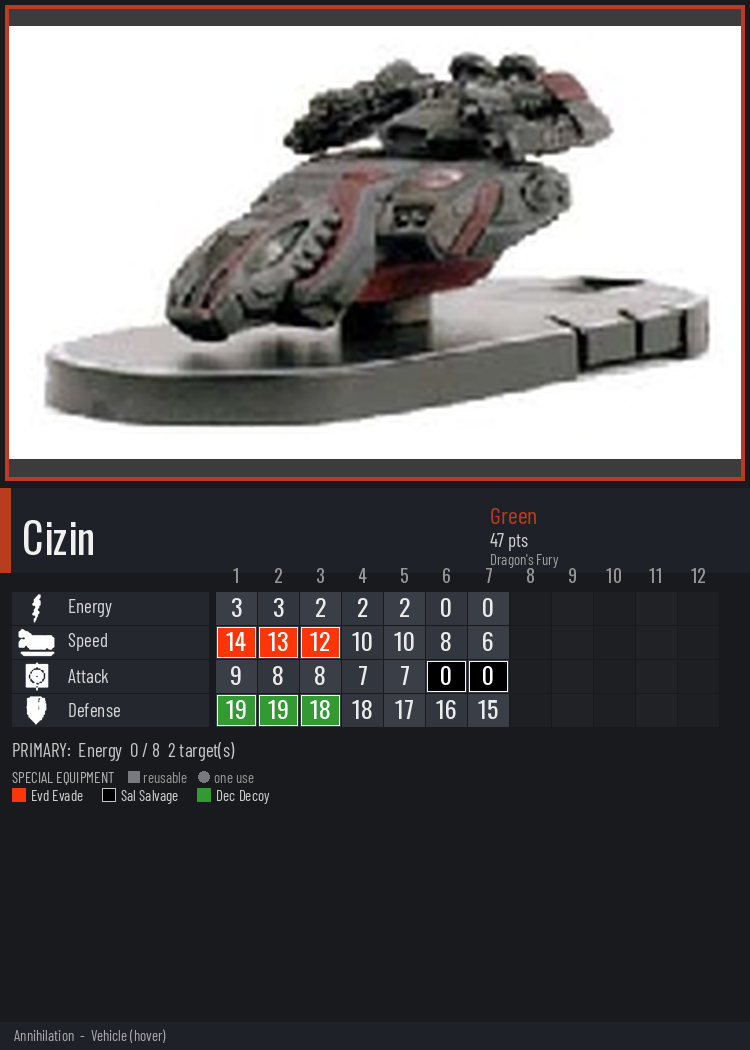 Cizin
Green
47 pts
Dragon's Fury
1 2 3 4 5 6 7 8 9 10 11 12
Energy 3 3 2 2 2 0 0
Speed 14 13 12 10 10 8 6
Attack 9 8 8 7 7 0 0
Defense 19 19 18 18 17 16 15
PRIMARY: Energy 0 / 8 2 target(s)
SPECIAL EQUIPMENT reusable one use
Evd Evade Sal Salvage Dec Decoy
Annihilation - Vehicle (hover)